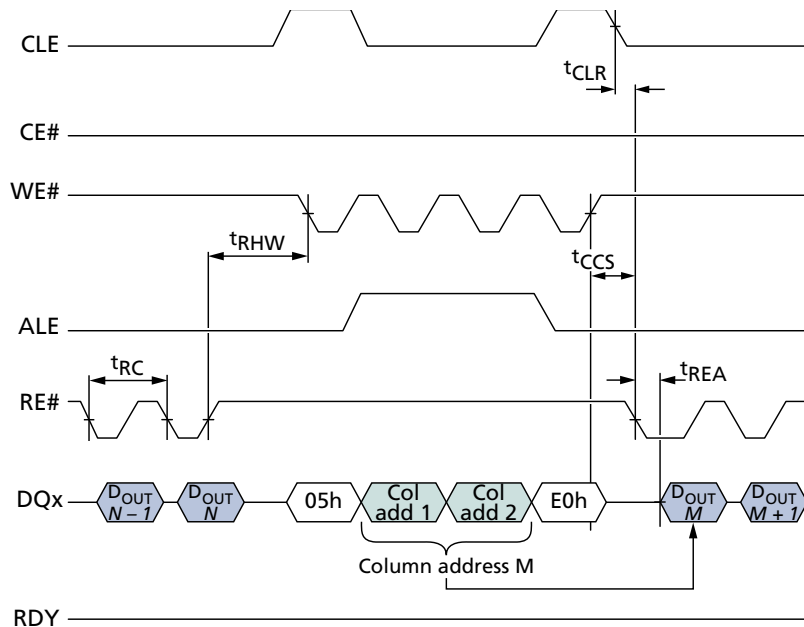 CLE
tCLR
CE#
WE#
tRHW
tCCS
ALE
tRC
tREA
RE#
DQx
DOUT
N – 1
DOUT
N
05h
Col
add 1
Col
add 2
E0h
DOUT
M
DOUT
M + 1
Column address M
RDY